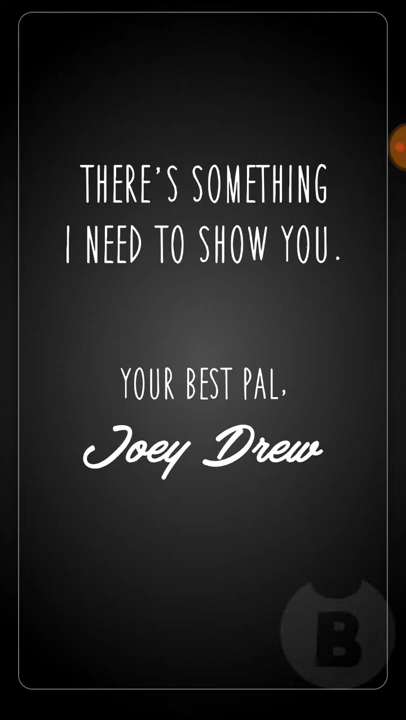 THERE'S SOMETHING
I NEED TO SHOW YOU.
YOUR BEST PAL,
Joey Drew
B